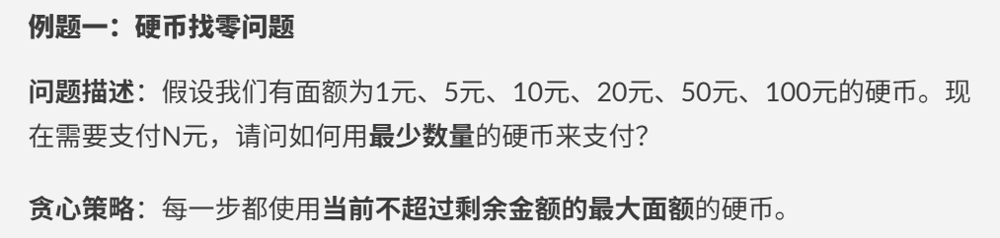 例题一：硬币找零问题
问题描述：假设我们有面额为1元、5元、10元、20元、50元、100元的硬币。现
在需要支付N元，请问如何用最少数量的硬币来支付？
贪心策略：每一步都使用当前不超过剩余金额的最大面额的硬币。